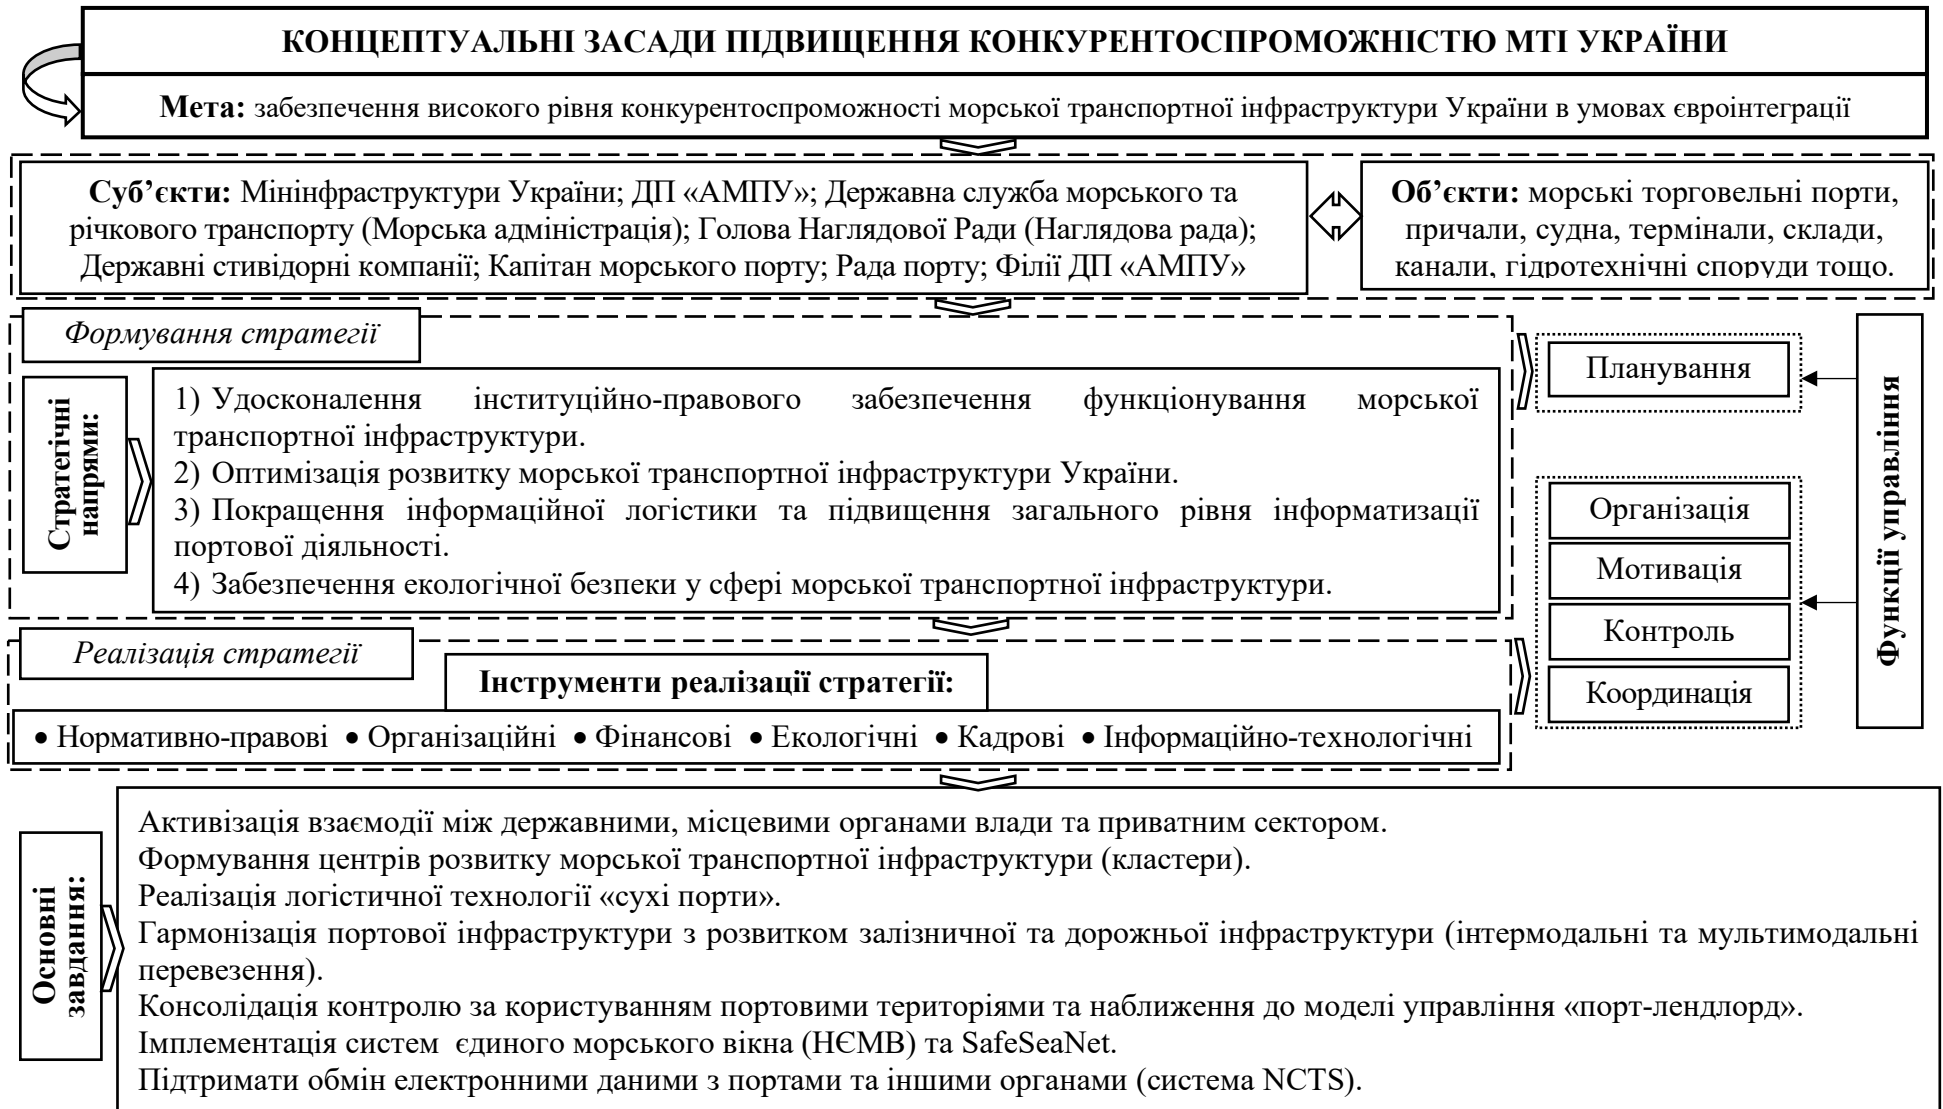 КОНЦЕПТУАЛЬНІ ЗАСАДИ ПІДВИЩЕННЯ КОНКУРЕНТОСПРОМОЖНІСТЮ МТІ УКРАЇНИ
Мета: забезпечення високого рівня конкурентоспроможності морської транспортної інфраструктури України в умовах євроінтеграції
Суб’єкти: Мінінфраструктури України; ДП «АМПУ»; Державна служба морського та
річкового транспорту (Морська адміністрація); Голова Наглядової Ради (Наглядова рада);
Державні стивідорні компанії; Капітан морського порту; Рада порту; Філії ДП «АМПУ»
Об’єкти: морські торговельні порти,
причали, судна, термінали, склади,
канали, гідротехнічні споруди тощо.
Формування стратегії
Стратегічні
напрями:
1) Удосконалення інституційно-правового забезпечення функціонування морської
транспортної інфраструктури.
2) Оптимізація розвитку морської транспортної інфраструктури України.
3) Покращення інформаційної логістики та підвищення загального рівня інформатизації
портової діяльності.
4) Забезпечення екологічної безпеки у сфері морської транспортної інфраструктури.
Планування
Організація
Мотивація
Контроль
Координація
Функції управління
Реалізація стратегії
Інструменти реалізації стратегії:
• Нормативно-правові • Організаційні • Фінансові • Екологічні • Кадрові • Інформаційно-технологічні
Основні
завдання:
Активізація взаємодії між державними, місцевими органами влади та приватним сектором.
Формування центрів розвитку морської транспортної інфраструктури (кластери).
Реалізація логістичної технології «сухі порти».
Гармонізація портової інфраструктури з розвитком залізничної та дорожньої інфраструктури (інтермодальні та мультимодальні
перевезення).
Консолідація контролю за користуванням портовими територіями та наближення до моделі управління «порт-лендлорд».
Імплементація систем єдиного морського вікна (НЄМВ) та SafeSeaNet.
Підтримати обмін електронними даними з портами та іншими органами (система NCTS).